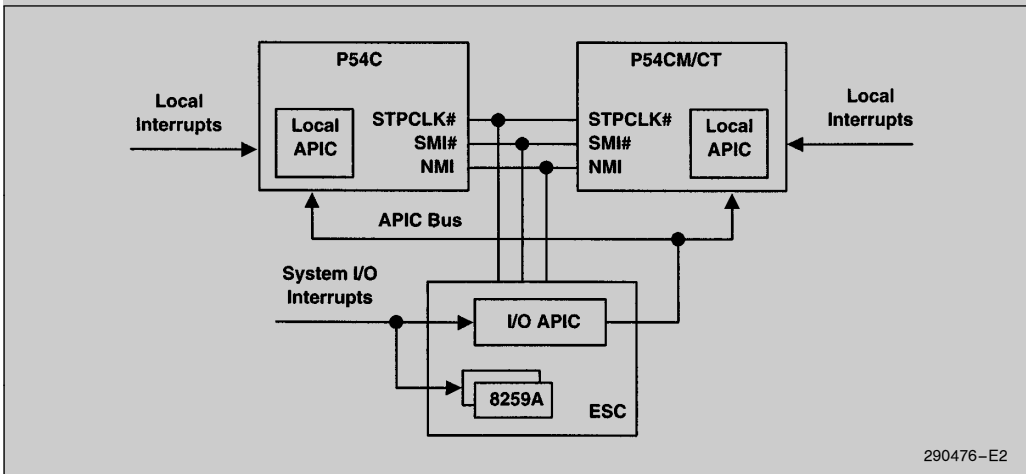 P54C
P54CM/CT
Local
Interrupts
Local
APIC
STPCLK#
SMI#
NMI
STPCLK#
SMI#
NMI
Local
APIC
Local
Interrupts
APIC Bus
System I/O
Interrupts
I/O APIC
8259A
ESC
290476–E2